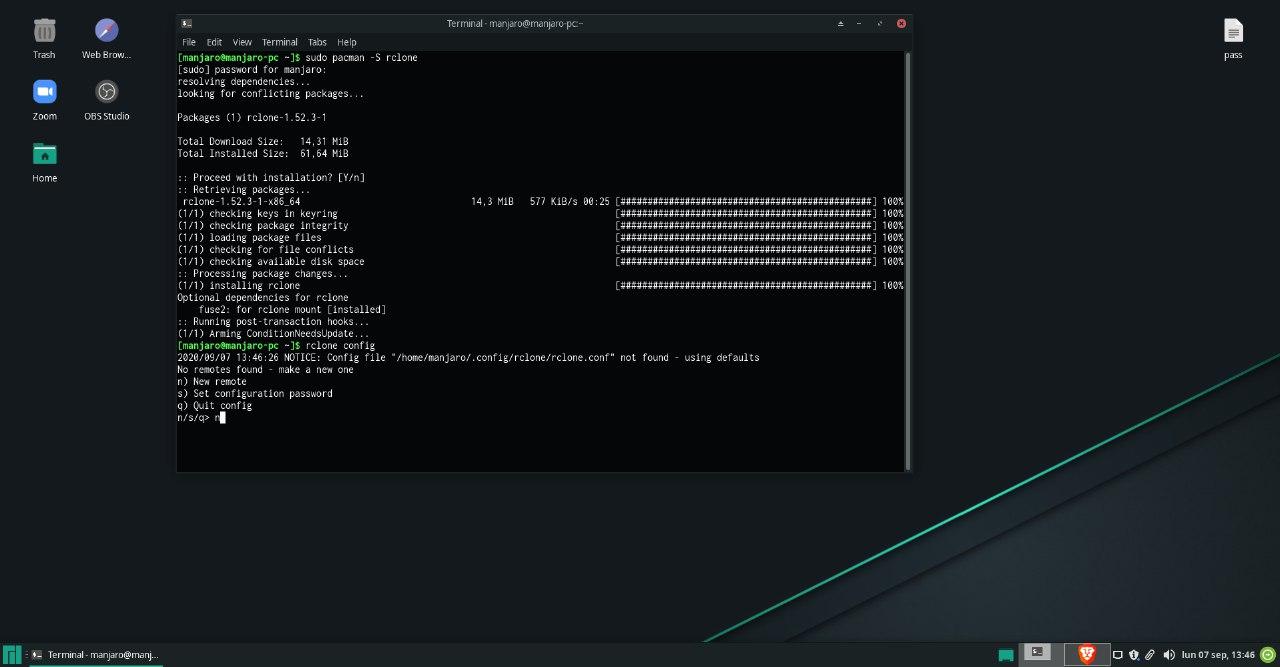 Terminal - manjaro@manjaro-pc:~
File Edit View Terminal Tabs Help
[manjaro@manjaro-pc ~]$ sudo pacman -S rclone
[sudo] password for manjaro:
resolving dependencies...
looking for conflicting packages...
Packages (1) rclone-1.52.3-1
Total Download Size:   14,31 MiB
Total Installed Size:  61,64 MiB
:: Proceed with installation? [Y/n]
:: Retrieving packages...
rclone-1.52.3-1-x86_64 14,3 MiB 577 KiB/s 00:25 [###############################################] 100%
(1/1) checking keys in keyring [###############################################] 100%
(1/1) checking package integrity [###############################################] 100%
(1/1) loading package files [###############################################] 100%
(1/1) checking for file conflicts [###############################################] 100%
(1/1) checking available disk space [###############################################] 100%
:: Processing package changes...
(1/1) installing rclone [###############################################] 100%
Optional dependencies for rclone
    fuse2: for rclone mount [installed]
:: Running post-transaction hooks...
(1/1) Arming ConditionNeedsUpdate...
[manjaro@manjaro-pc ~]$ rclone config
2020/09/07 13:46:26 NOTICE: Config file "/home/manjaro/.config/rclone/rclone.conf" not found - using defaults
No remotes found - make a new one
n) New remote
s) Set configuration password
q) Quit config
n/s/q> n
Trash
Web Brow...
Zoom
OBS Studio
Home
pass
Terminal - manjaro@manj...
lun 07 sep, 13:46